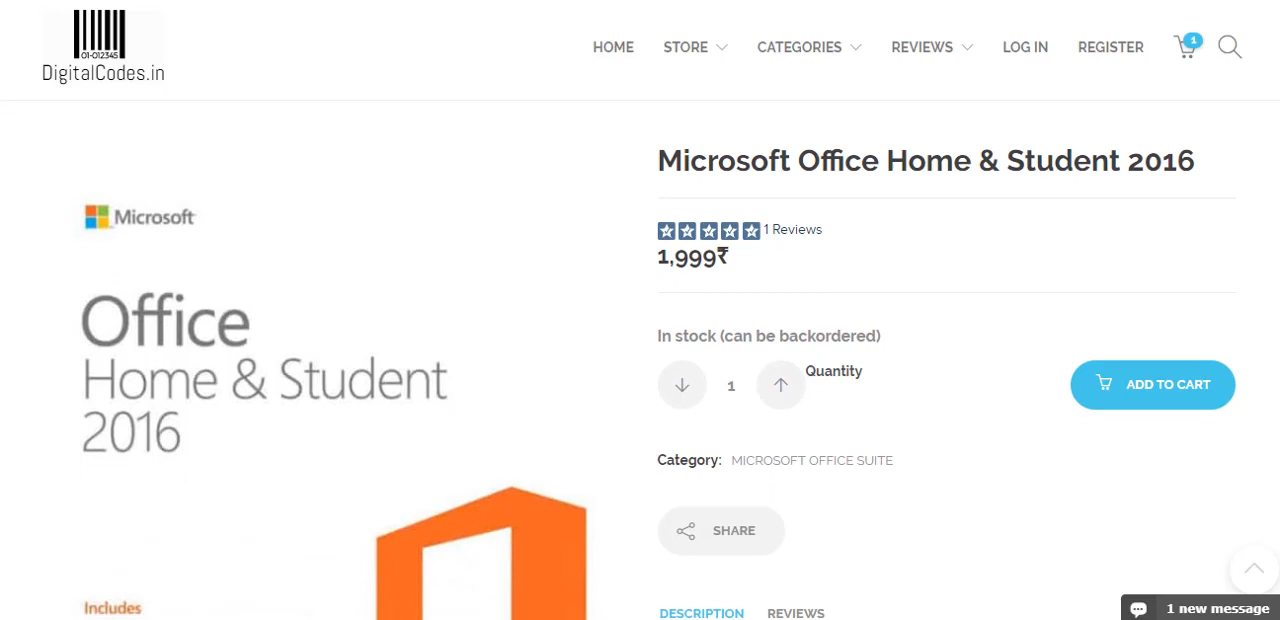 01-012345
DigitalCodes.in
HOME STORE CATEGORIES REVIEWS LOG IN REGISTER 1
Microsoft
Office
Home & Student
2016
Includes
Microsoft Office Home & Student 2016
1 Reviews
1,999₹
In stock (can be backordered)
1 Quantity
ADD TO CART
Category: MICROSOFT OFFICE SUITE
SHARE
DESCRIPTION REVIEWS
1 new message